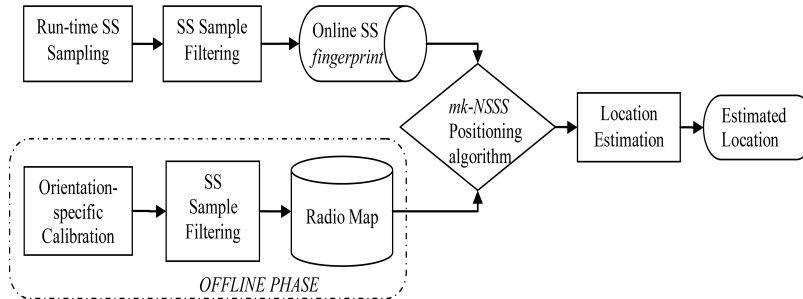 Run-time SS
Sampling
SS Sample
Filtering
Online SS
fingerprint
mk-NSSS
Positioning
algorithm
Location
Estimation
Estimated
Location
Orientation-
specific
Calibration
SS
Sample
Filtering
Radio Map
OFFLINE PHASE